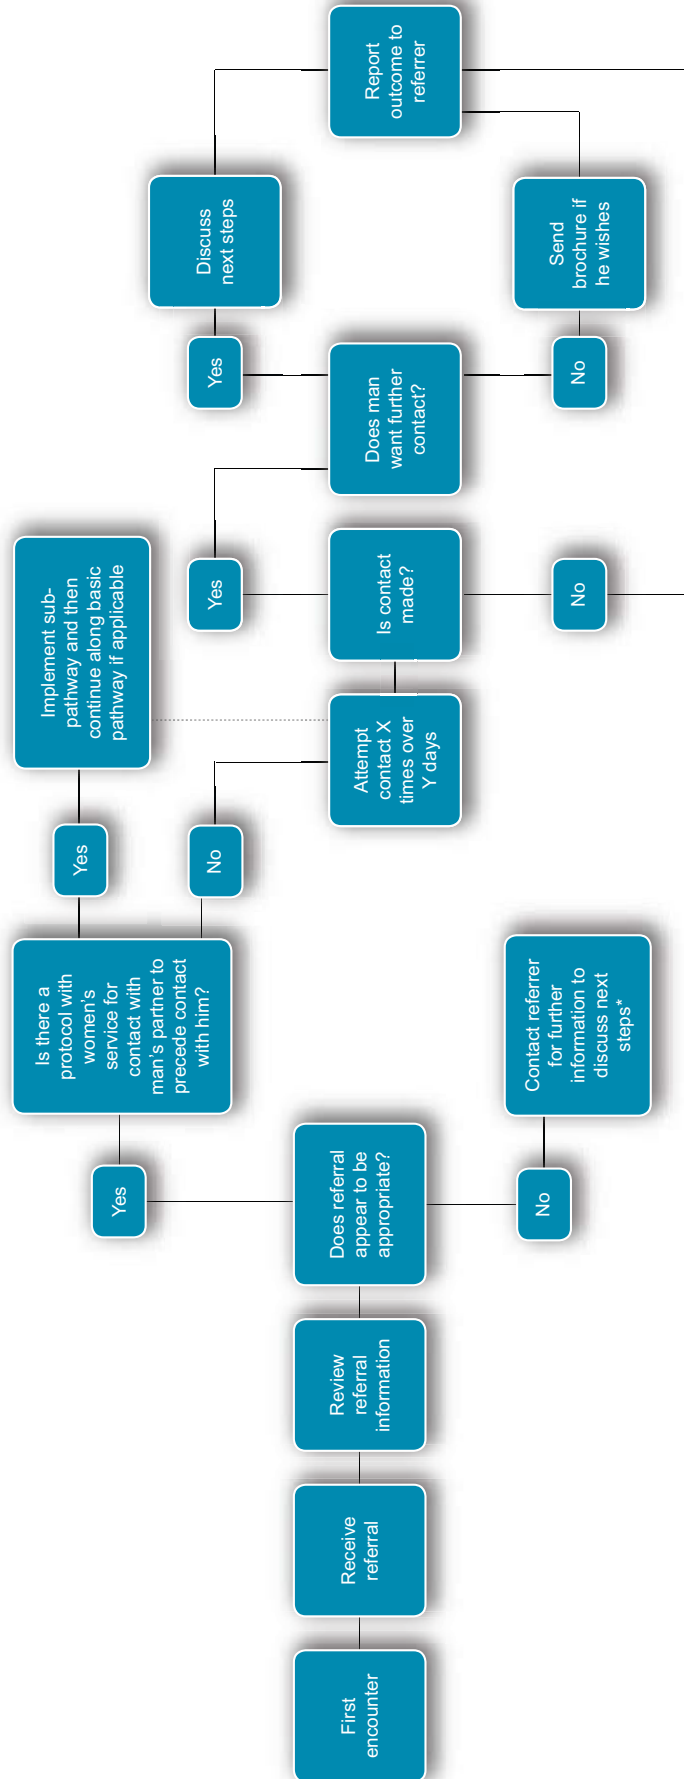 First
encounter
Receive
referral
Review
referral
information
Does referral
appear to be
appropriate?
Yes
No
Contact referrer
for further
information to
discuss next
steps*
Is there a
protocol with
women's
service for
contact with
man's partner to
precede contact
with him?
Yes
No
Implement sub-
pathway and then
continue along basic
pathway if applicable
Attempt
contact X
times over
Y days
Is contact
made?
Yes
No
Does man
want further
contact?
Yes
No
Discuss
next steps
Send
brochure if
he wishes
Report
outcome to
referrer